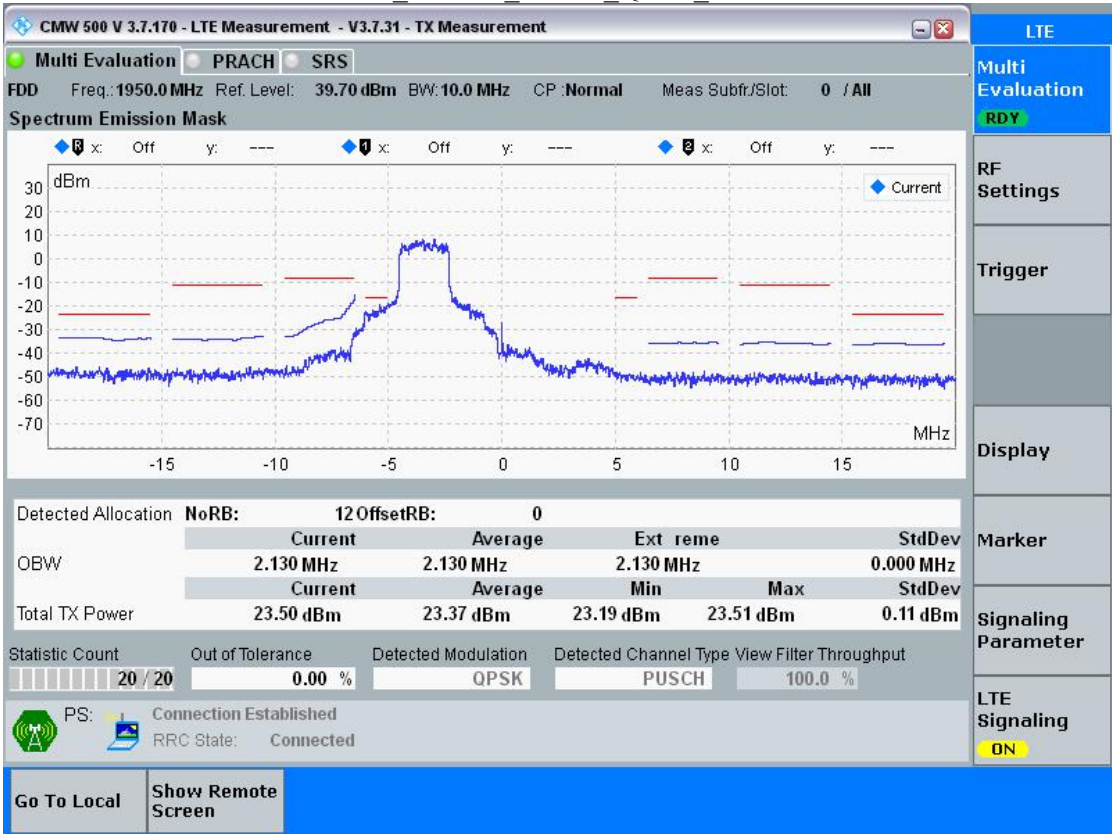 CMW 500 V 3.7.170 - LTE Measurement - V3.7.31 - TX Measurement
LTE
Multi Evaluation PRACH SRS
Multi Evaluation
RDY
FDD Freq.: 1950.0 MHz Ref. Level: 39.70 dBm BW: 10.0 MHz CP :Normal Meas Subfr./Slot: 0 / All
Spectrum Emission Mask
R x: Off y: --- 1 x: Off y: --- 2 x: Off y: ---
dBm
Current
30
20
10
0
-10
-20
-30
-40
-50
-60
-70
MHz
-15 -10 -5 0 5 10 15
RF Settings
Trigger
Display
Marker
Signaling Parameter
LTE Signaling
ON
Detected Allocation NoRB: 12 OffsetRB: 0
Current Average Ext reme StdDev
OBW 2.130 MHz 2.130 MHz 2.130 MHz 0.000 MHz
Current Average Min Max StdDev
Total TX Power 23.50 dBm 23.37 dBm 23.19 dBm 23.51 dBm 0.11 dBm
Statistic Count Out of Tolerance Detected Modulation Detected Channel Type View Filter Throughput
20 / 20 0.00 % QPSK PUSCH 100.0 %
PS: Connection Established
RRC State: Connected
Go To Local Show Remote Screen